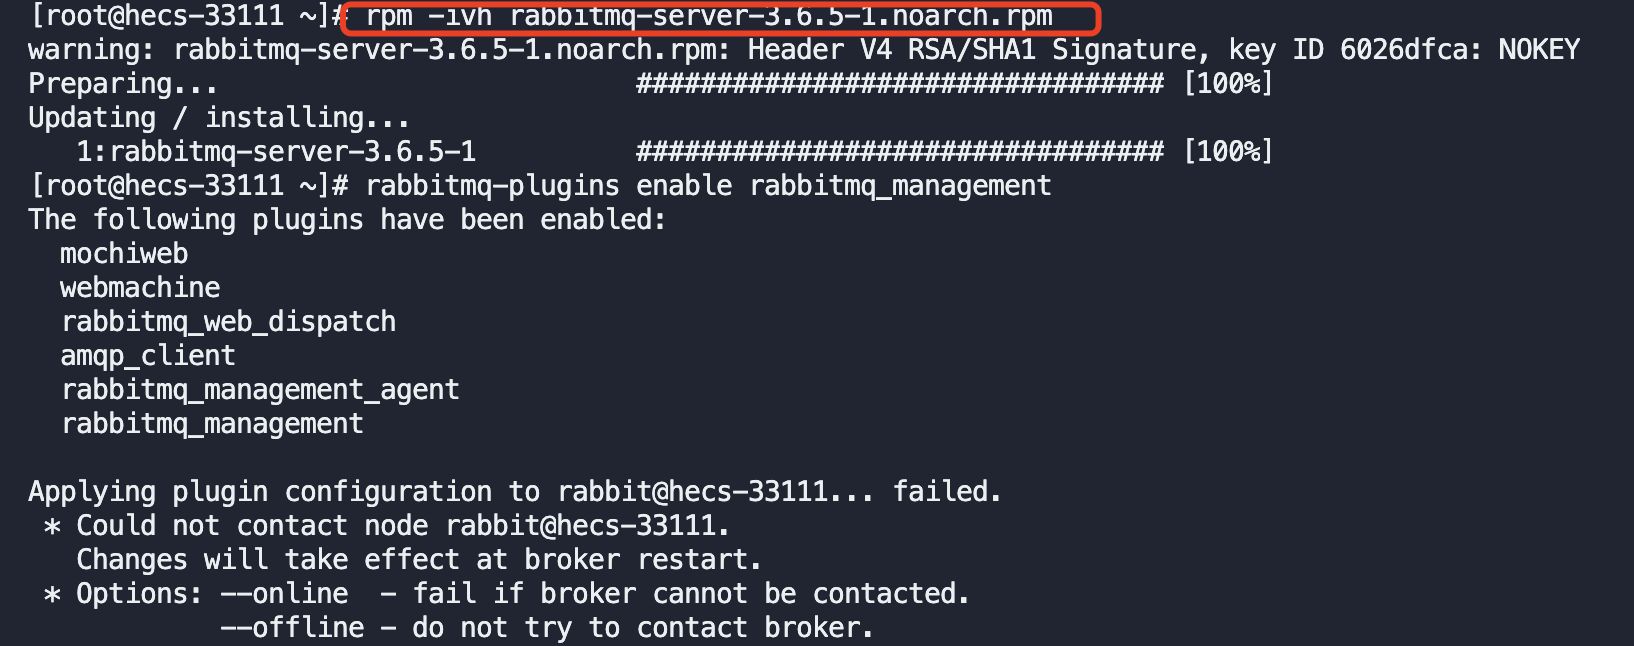 [root@hecs-33111 ~]# rpm -ivh rabbitmq-server-3.6.5-1.noarch.rpm
warning: rabbitmq-server-3.6.5-1.noarch.rpm: Header V4 RSA/SHA1 Signature, key ID 6026dfca: NOKEY
Preparing... ################################# [100%]
Updating / installing...
1:rabbitmq-server-3.6.5-1 ################################# [100%]
[root@hecs-33111 ~]# rabbitmq-plugins enable rabbitmq_management
The following plugins have been enabled:
mochiweb
webmachine
rabbitmq_web_dispatch
amqp_client
rabbitmq_management_agent
rabbitmq_management
Applying plugin configuration to rabbit@hecs-33111... failed.
* Could not contact node rabbit@hecs-33111.
Changes will take effect at broker restart.
* Options: --online - fail if broker cannot be contacted.
--offline - do not try to contact broker.